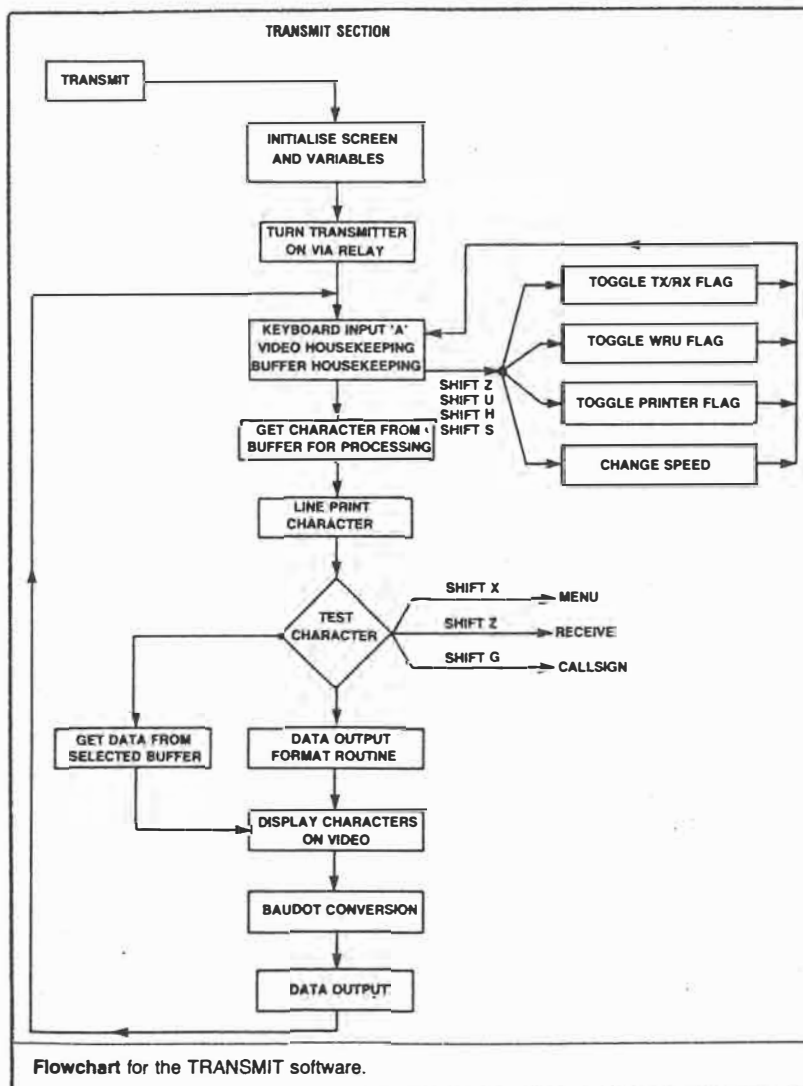 TRANSMIT SECTION
TRANSMIT
INITIALISE SCREEN
AND VARIABLES
TURN TRANSMITTER
ON VIA RELAY
KEYBOARD INPUT 'A'
VIDEO HOUSEKEEPING
BUFFER HOUSEKEEPING
SHIFT Z
SHIFT U
SHIFT H
SHIFT S
TOGGLE TX/RX FLAG
TOGGLE WRU FLAG
TOGGLE PRINTER FLAG
CHANGE SPEED
GET CHARACTER FROM
BUFFER FOR PROCESSING
LINE PRINT
CHARACTER
TEST
CHARACTER
SHIFT X
MENU
SHIFT Z
RECEIVE
SHIFT G
CALLSIGN
GET DATA FROM
SELECTED BUFFER
DATA OUTPUT
FORMAT ROUTINE
DISPLAY CHARACTERS
ON VIDEO
BAUDOT CONVERSION
DATA OUTPUT
Flowchart for the TRANSMIT software.